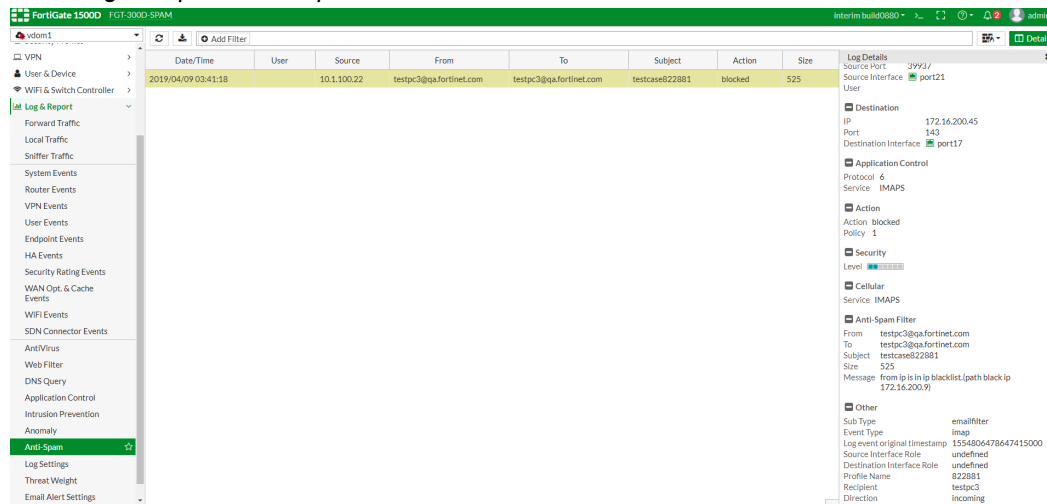 FortiGate 1500D FGT-300D-SPAM
interim build0880
admin
vdom1
Add Filter
Details
VPN
User & Device
WiFi & Switch Controller
Log & Report
Forward Traffic
Local Traffic
Sniffer Traffic
System Events
Router Events
VPN Events
User Events
Endpoint Events
HA Events
Security Rating Events
WAN Opt. & Cache
Events
WiFi Events
SDN Connector Events
AntiVirus
Web Filter
DNS Query
Application Control
Intrusion Prevention
Anomaly
Anti-Spam
Log Settings
Threat Weight
Email Alert Settings
Date/Time User Source From To Subject Action Size
2019/04/09 03:41:18 10.1.100.22 testpc3@qa.fortinet.com testpc3@qa.fortinet.com testcase822881 blocked 525
Log Details
Source Port 39937
Source Interface port21
User
Destination
IP 172.16.200.45
Port 143
Destination Interface port17
Application Control
Protocol 6
Service IMAPS
Action
Action blocked
Policy 1
Security
Level
Cellular
Service IMAPS
Anti-Spam Filter
From testpc3@qa.fortinet.com
To testpc3@qa.fortinet.com
Subject testcase822881
Size 525
Message from ip is in ip blacklist.(path black ip
172.16.200.9)
Other
Sub Type emailfilter
Event Type imap
Log event original timestamp 1554806478647415000
Source Interface Role undefined
Destination Interface Role undefined
Profile Name 822881
Recipient testpc3
Direction incoming